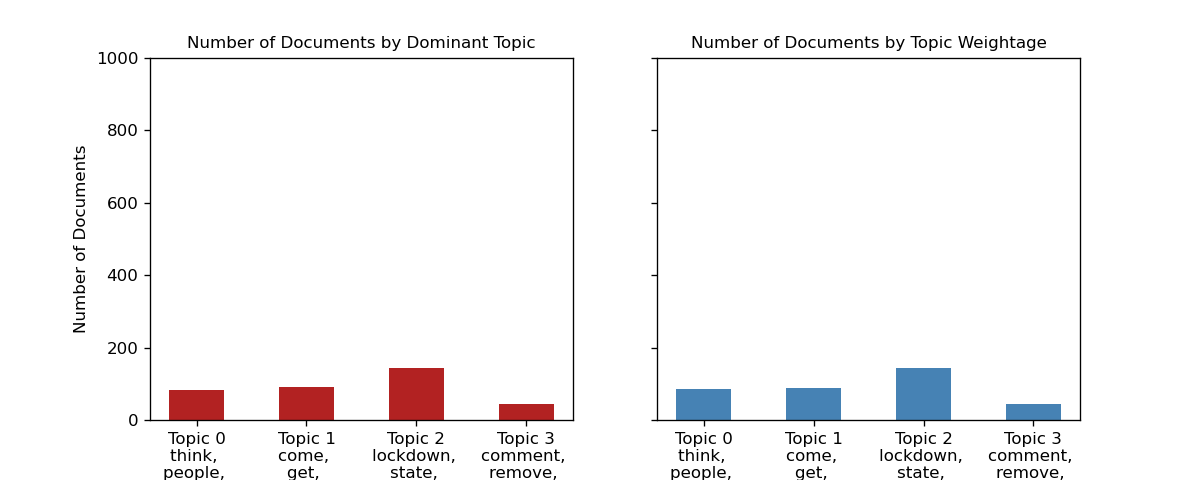 Number of Documents by Dominant Topic
Number of Documents
1000
800
600
400
200
0
Topic 0
think,
people,
Topic 1
come,
get,
Topic 2
lockdown,
state,
Topic 3
comment,
remove,
Number of Documents by Topic Weightage
Topic 0
think,
people,
Topic 1
come,
get,
Topic 2
lockdown,
state,
Topic 3
comment,
remove,